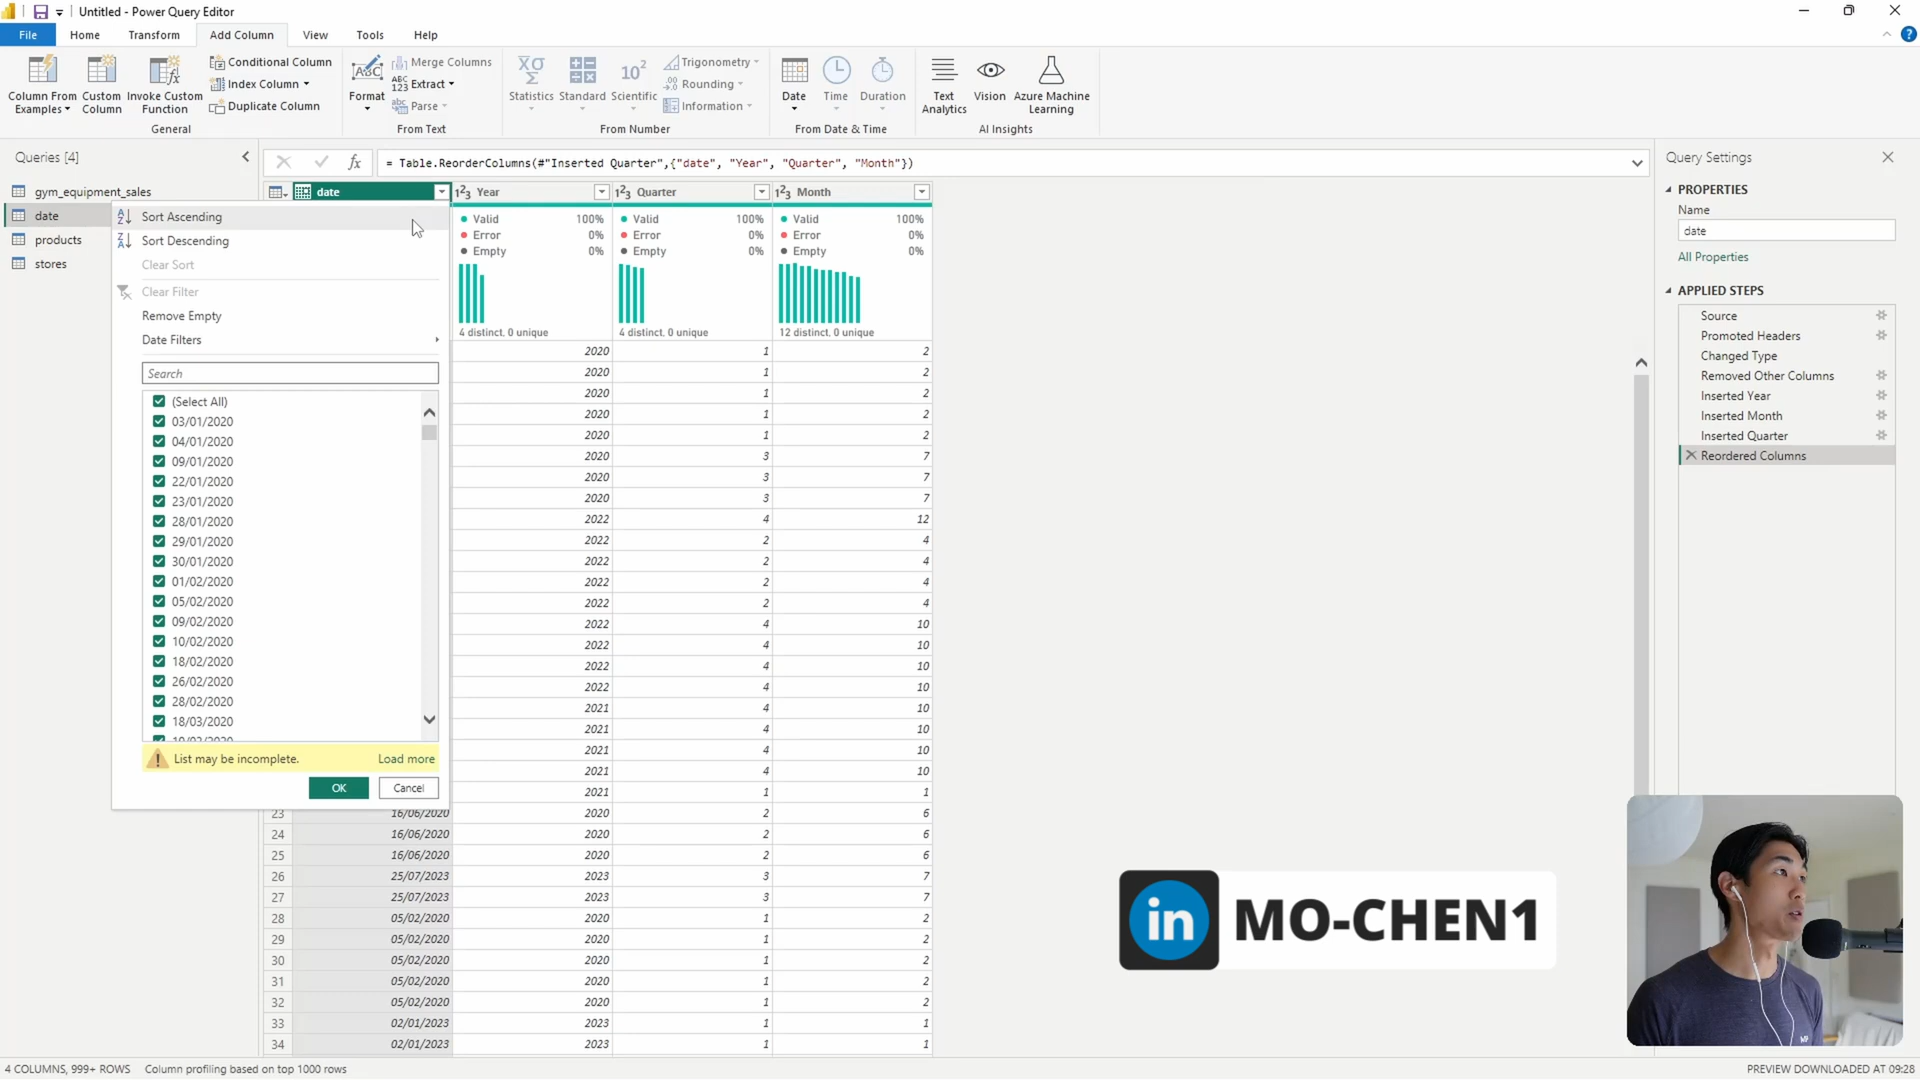 Untitled - Power Query Editor
File Home Transform Add Column View Tools Help
Column From Examples
Custom Column
Invoke Custom Function
Conditional Column
Index Column
Duplicate Column
General
Format
Merge Columns
ABC 123 Extract
abc Parse
From Text
Statistics
Standard
10² Scientific
Trigonometry
Rounding
Information
From Number
Date
Time
Duration
From Date & Time
Text Analytics
Vision
Azure Machine Learning
AI Insights
Queries [4]
gym_equipment_sales
date
products
stores
fx = Table.ReorderColumns(#"Inserted Quarter",{"date", "Year", "Quarter", "Month"})
date 1²3 Year 1²3 Quarter 1²3 Month
Sort Ascending
Sort Descending
Clear Sort
Clear Filter
Remove Empty
Date Filters
Search
(Select All)
03/01/2020
04/01/2020
09/01/2020
22/01/2020
23/01/2020
28/01/2020
29/01/2020
30/01/2020
01/02/2020
05/02/2020
09/02/2020
10/02/2020
18/02/2020
26/02/2020
28/02/2020
18/03/2020
List may be incomplete. Load more
OK Cancel
Valid 100% Valid 100% Valid 100%
Error 0% Error 0% Error 0%
Empty 0% Empty 0% Empty 0%
4 distinct, 0 unique 4 distinct, 0 unique 12 distinct, 0 unique
2020 1 2
2020 1 2
2020 1 2
2020 1 2
2020 1 2
2020 3 7
2020 3 7
2020 3 7
2022 4 12
2022 2 4
2022 2 4
2022 2 4
2022 2 4
2022 4 10
2022 4 10
2022 4 10
2022 4 10
2021 4 10
2021 4 10
2021 4 10
2021 4 10
2021 1 1
23 16/06/2020 2020 2 6
24 16/06/2020 2020 2 6
25 16/06/2020 2020 2 6
26 25/07/2023 2023 3 7
27 25/07/2023 2023 3 7
28 05/02/2020 2020 1 2
29 05/02/2020 2020 1 2
30 05/02/2020 2020 1 2
31 05/02/2020 2020 1 2
32 05/02/2020 2020 1 2
33 02/01/2023 2023 1 1
34 02/01/2023 2023 1 1
Query Settings
PROPERTIES
Name
date
All Properties
APPLIED STEPS
Source
Promoted Headers
Changed Type
Removed Other Columns
Inserted Year
Inserted Month
Inserted Quarter
Reordered Columns
in MO-CHEN1
4 COLUMNS, 999+ ROWS Column profiling based on top 1000 rows
PREVIEW DOWNLOADED AT 09:28